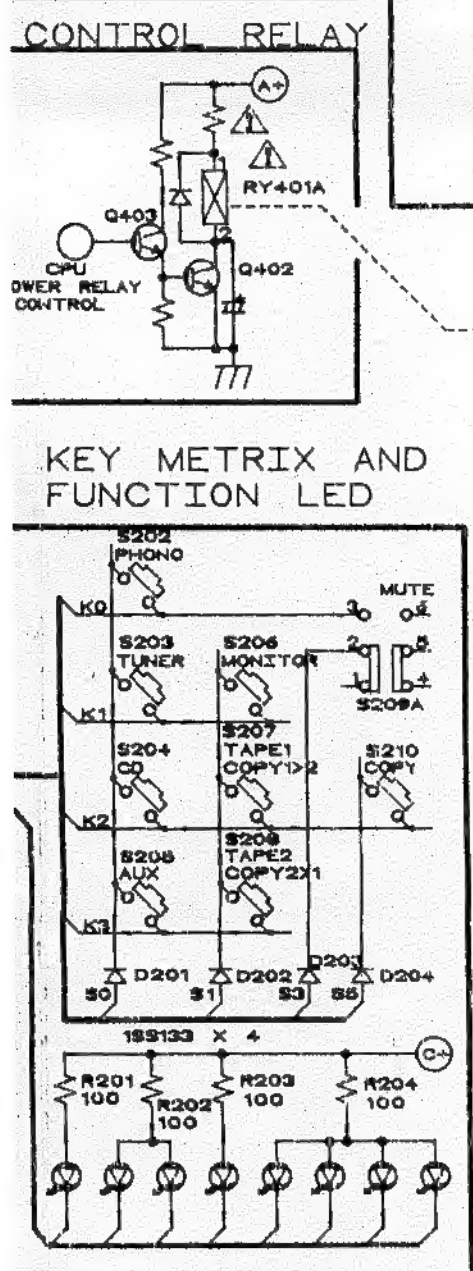 CONTROL RELAY
A+
1
RY401A
Q403
2
Q402
CPU
OWER RELAY
CONTROL
KEY METRIX AND
FUNCTION LED
S202
PHONO
MUTE
K0
3
6
S203
TUNER
S206
MONITOR
2
5
1
4
K1
S209A
S207
S204
CD
TAPE1
COPY1>2
S210
COPY
K2
S208
S205
AUX
TAPE2
COPY2X1
K3
D201
D202
D203
D204
S0
S1
S3
S5
1SS133 X 4
C+
R201
100
R202
100
R203
100
R204
100